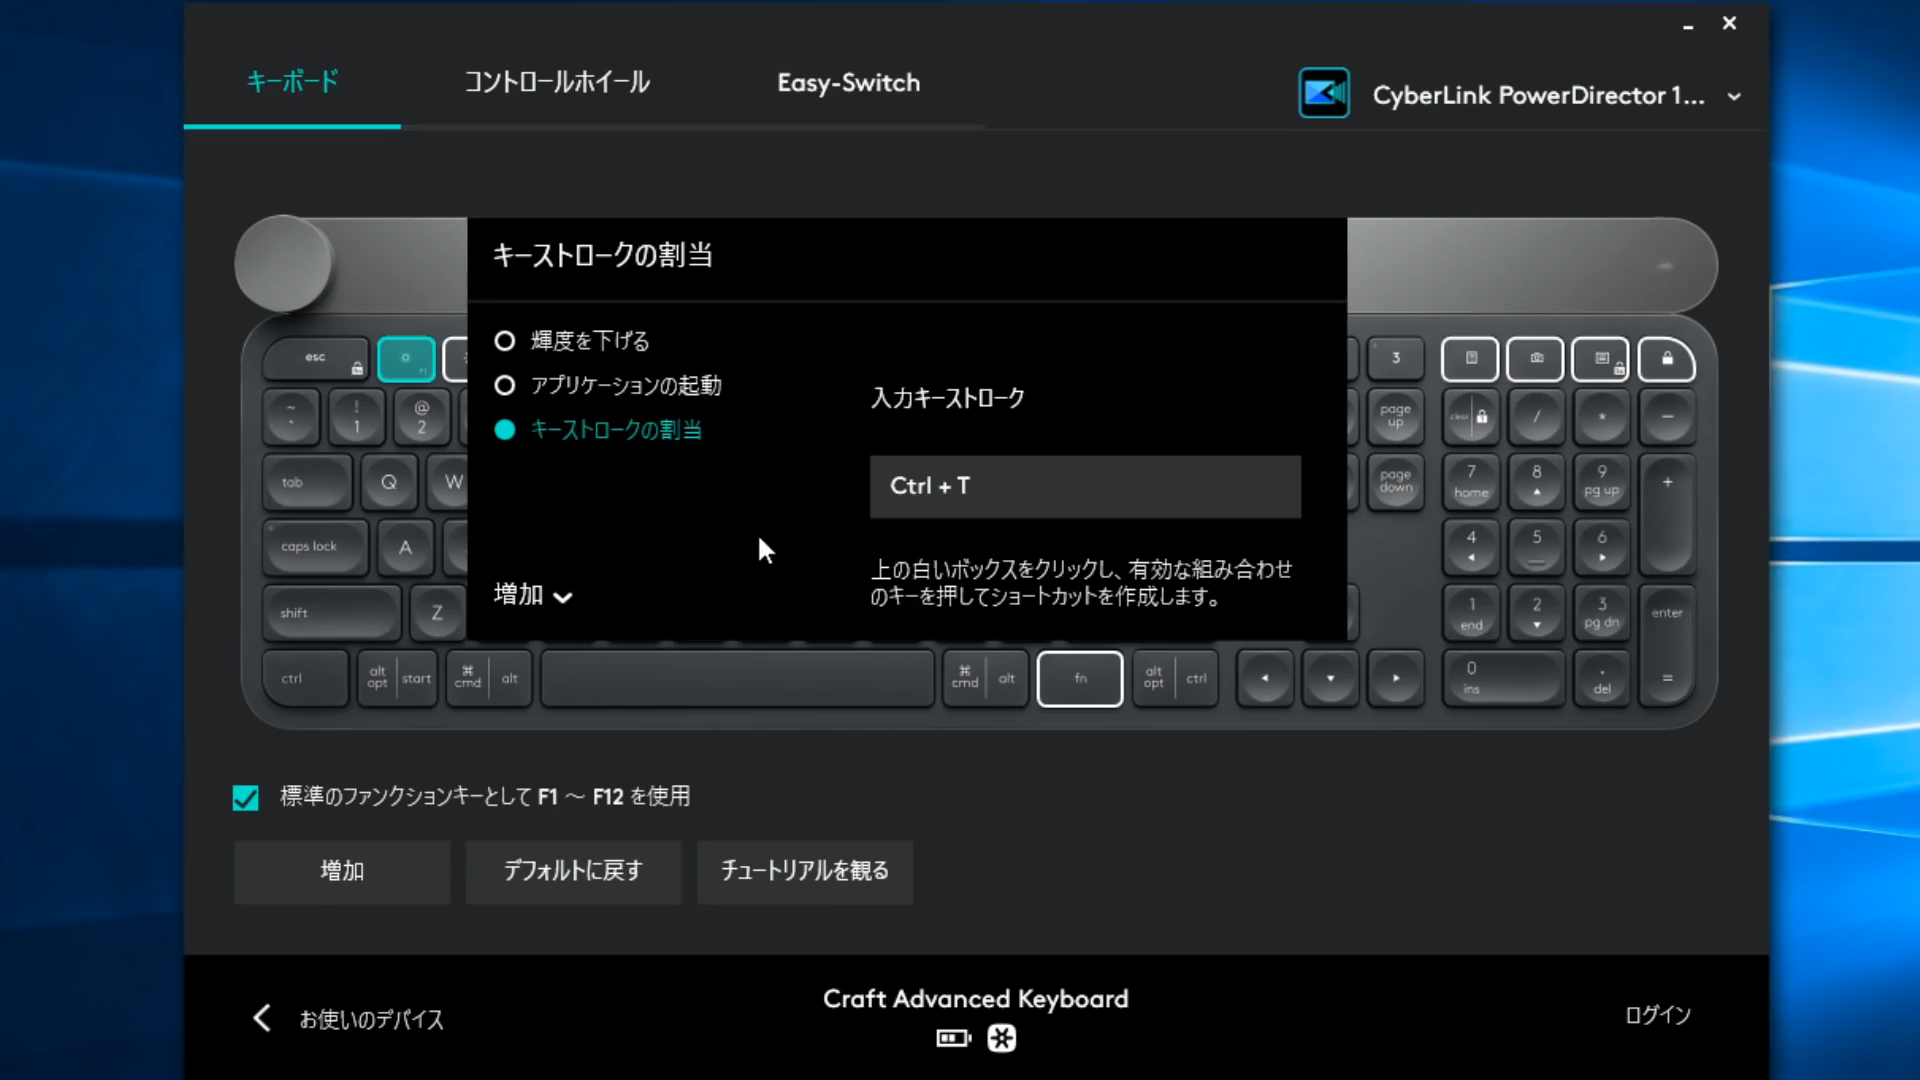 キーボード
コントロールホイール
Easy-Switch
CyberLink PowerDirector 1...
キーストロークの割当
輝度を下げる
アプリケーションの起動
キーストロークの割当
増加
入力キーストローク
Ctrl + T
上の白いボックスをクリックし、有効な組み合わせ
のキーを押してショートカットを作成します。
esc
F1
3
~
`
!
1
@
2
page
up
clear
/
*
-
tab
Q
W
page
down
7
home
8
9
pg up
+
caps lock
A
4
5
6
shift
Z
1
end
2
3
pg dn
enter
ctrl
alt
opt
start
⌘
cmd
alt
⌘
cmd
alt
fn
alt
opt
ctrl
0
ins
.
del
=
標準のファンクションキーとして F1 ～ F12 を使用
増加
デフォルトに戻す
チュートリアルを観る
お使いのデバイス
Craft Advanced Keyboard
ログイン